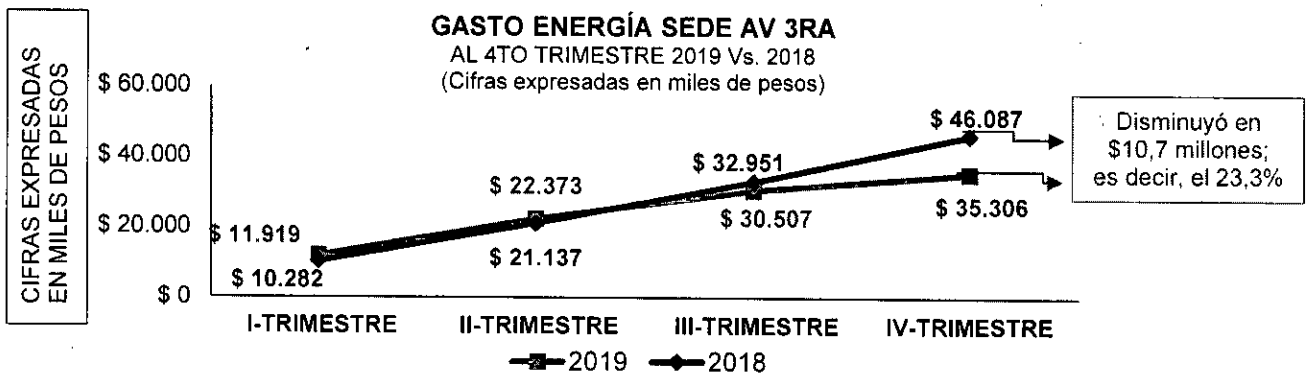 GASTO ENERGÍA SEDE AV 3RA
AL 4TO TRIMESTRE 2019 Vs. 2018
(Cifras expresadas en miles de pesos)
CIFRAS EXPRESADAS
EN MILES DE PESOS
$ 60.000
$ 40.000
$ 20.000
$ 0
$ 11.919
$ 10.282
$ 22.373
$ 21.137
$ 32.951
$ 30.507
$ 46.087
$ 35.306
Disminuyó en
$10,7 millones;
es decir, el 23,3%
I-TRIMESTRE
II-TRIMESTRE
III-TRIMESTRE
IV-TRIMESTRE
2019
2018